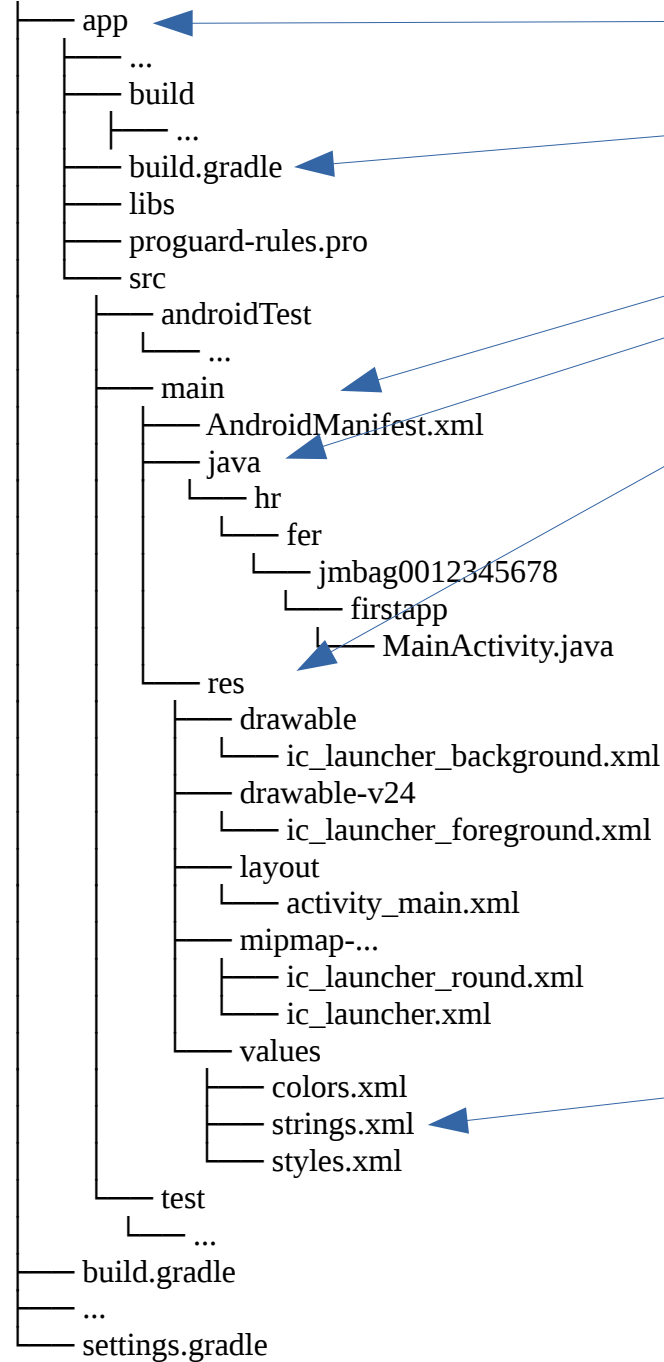 app
...
build
...
build.gradle
libs
proguard-rules.pro
src
androidTest
...
main
AndroidManifest.xml
java
hr
fer
jmbag0012345678
firstapp
MainActivity.java
res
drawable
ic_launcher_background.xml
drawable-v24
ic_launcher_foreground.xml
layout
activity_main.xml
mipmap-...
ic_launcher_round.xml
ic_launcher.xml
values
colors.xml
strings.xml
styles.xml
test
...
build.gradle
...
settings.gradle